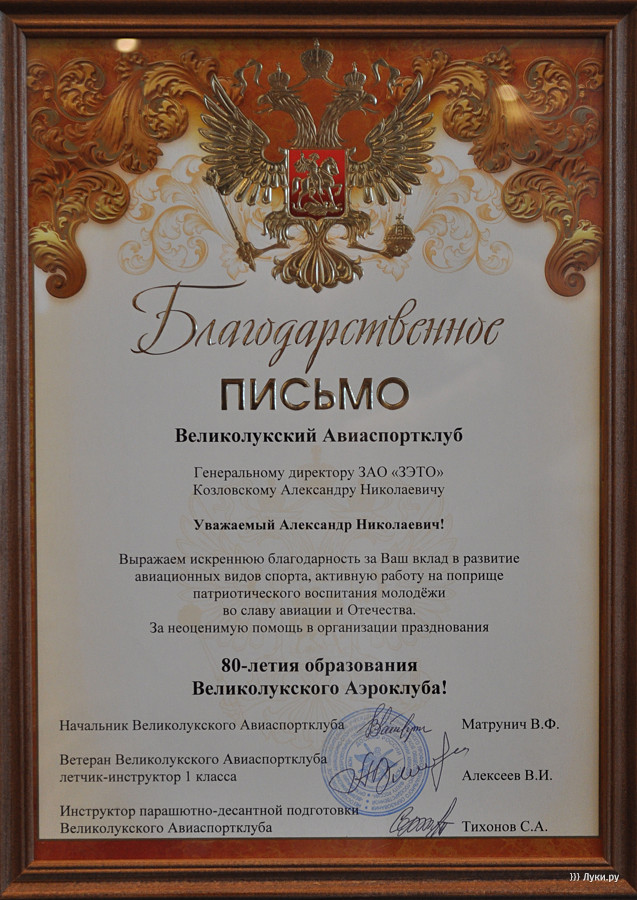 Благодарственное
ПИСЬМО
Великолукский Авиаспортклуб
Генеральному директору ЗАО «ЗЭТО»
Козловскому Александру Николаевичу
Уважаемый Александр Николаевич!
Выражаем искреннюю благодарность за Ваш вклад в развитие
авиационных видов спорта, активную работу на поприще
патриотического воспитания молодёжи
во славу авиации и Отечества.
За неоценимую помощь в организации празднования
80-летия образования
Великолукского Аэроклуба!
Начальник Великолукского Авиаспортклуба Матрунич В.Ф.
Ветеран Великолукского Авиаспортклуба
летчик-инструктор 1 класса Алексеев В.И.
Инструктор парашютно-десантной подготовки
Великолукского Авиаспортклуба Тихонов С.А.
))) Луки.ру